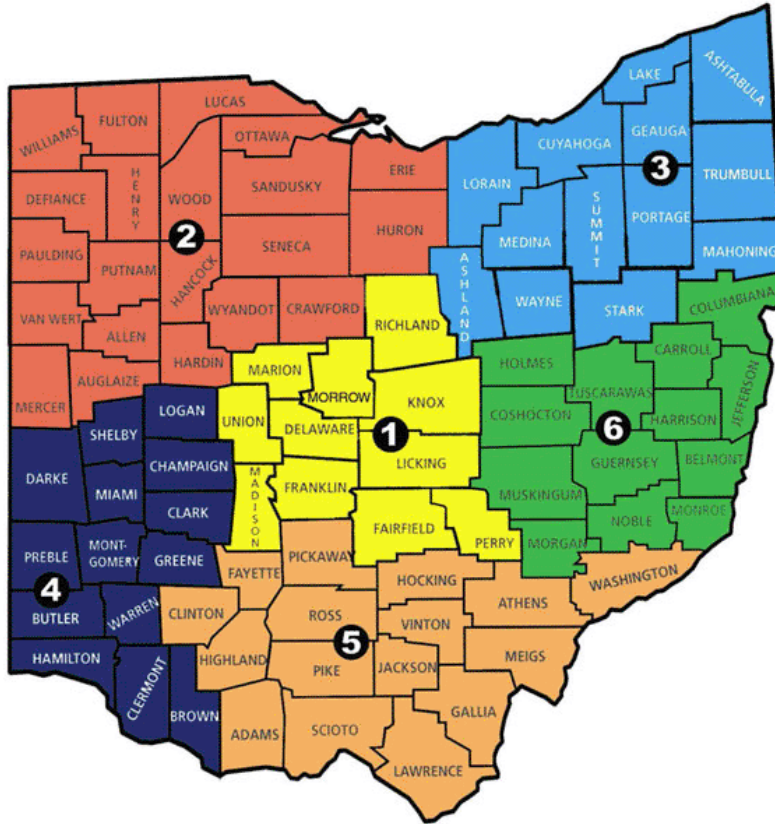 LAKE
ASHTABULA
LUCAS
FULTON
WILLIAMS
OTTAWA
CUYAHOGA
GEAUGA
ERIE
3
HENRY
SANDUSKY
LORAIN
TRUMBULL
DEFIANCE
WOOD
SUMMIT
PORTAGE
HURON
2
MEDINA
SENECA
PAULDING
MAHONING
PUTNAM
HANCOCK
ASHLAND
WAYNE
COLUMBIANA
WYANDOT
CRAWFORD
STARK
VAN WERT
RICHLAND
ALLEN
CARROLL
HARDIN
MARION
HOLMES
AUGLAIZE
MORROW
TUSCARAWAS
JEFFERSON
MERCER
LOGAN
KNOX
COSHOCTON
HARRISON
UNION
DELAWARE
SHELBY
1
6
CHAMPAIGN
LICKING
GUERNSEY
BELMONT
DARKE
MADISON
FRANKLIN
MIAMI
MUSKINGUM
CLARK
NOBLE
MONROE
FAIRFIELD
PERRY
MORGAN
PREBLE
MONT-
GOMERY
GREENE
PICKAWAY
FAYETTE
HOCKING
WASHINGTON
4
ATHENS
CLINTON
ROSS
BUTLER
WARREN
VINTON
5
HAMILTON
HIGHLAND
PIKE
JACKSON
MEIGS
CLERMONT
BROWN
GALLIA
ADAMS
SCIOTO
LAWRENCE